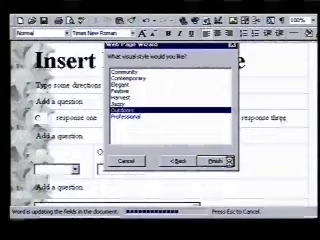 100%
Normal
Times New Roman
Web Page Wizard
Insert
e
What visual style would you like?
Community
Contemporary
Elegant
Festive
Harvest
Jazzy
Outdoors
Professional
Type some directions
Add a question.
response one
response three
Add a question.
Cancel
< Back
Finish
Add a question.
Word is updating the fields in the document:
Press Esc to Cancel.